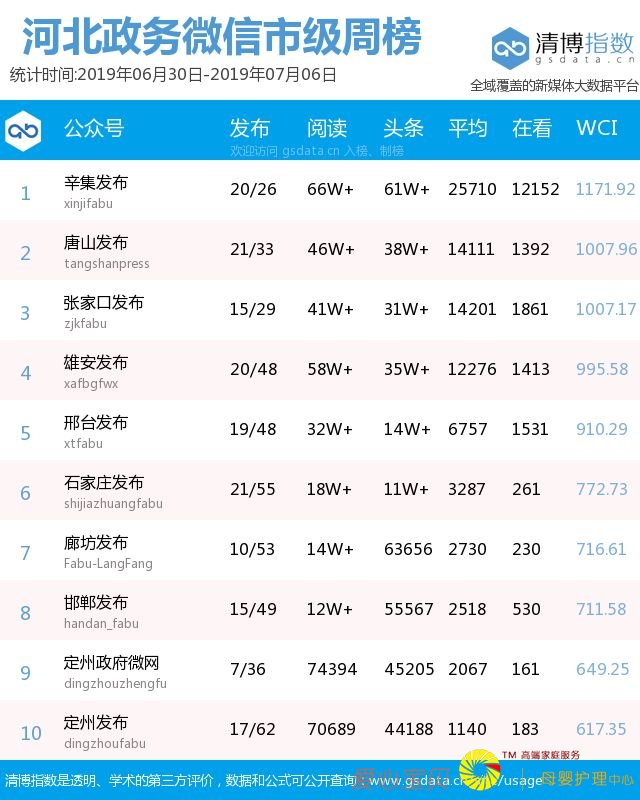 河北政务微信市级周榜
统计时间:2019年06月30日-2019年07月06日
清博指数
gsdata.cn
全域覆盖的新媒体大数据平台
公众号 发布 阅读 头条 平均 在看 WCI
欢迎访问 gsdata.cn 入榜、制榜
1 辛集发布 20/26 66W+ 61W+ 25710 12152 1171.92
xinjifabu
2 唐山发布 21/33 46W+ 38W+ 14111 1392 1007.96
tangshanpress
3 张家口发布 15/29 41W+ 31W+ 14201 1861 1007.17
zjkfabu
4 雄安发布 20/48 58W+ 35W+ 12276 1413 995.58
xafbgfwx
5 邢台发布 19/48 32W+ 14W+ 6757 1531 910.29
xtfabu
6 石家庄发布 21/55 18W+ 11W+ 3287 261 772.73
shijiazhuangfabu
7 廊坊发布 10/53 14W+ 63656 2730 230 716.61
Fabu-LangFang
8 邯郸发布 15/49 12W+ 55567 2518 530 711.58
handan_fabu
9 定州政府微网 7/36 74394 45205 2067 161 649.25
dingzhouzhengfu
10 定州发布 17/62 70689 44188 1140 183 617.35
dingzhoufabu
TM 高端家庭服务
清博指数是透明、学术的第三方评价，数据和公式可公开查询 www.gsdata.cn/site/usage
母婴护理中心